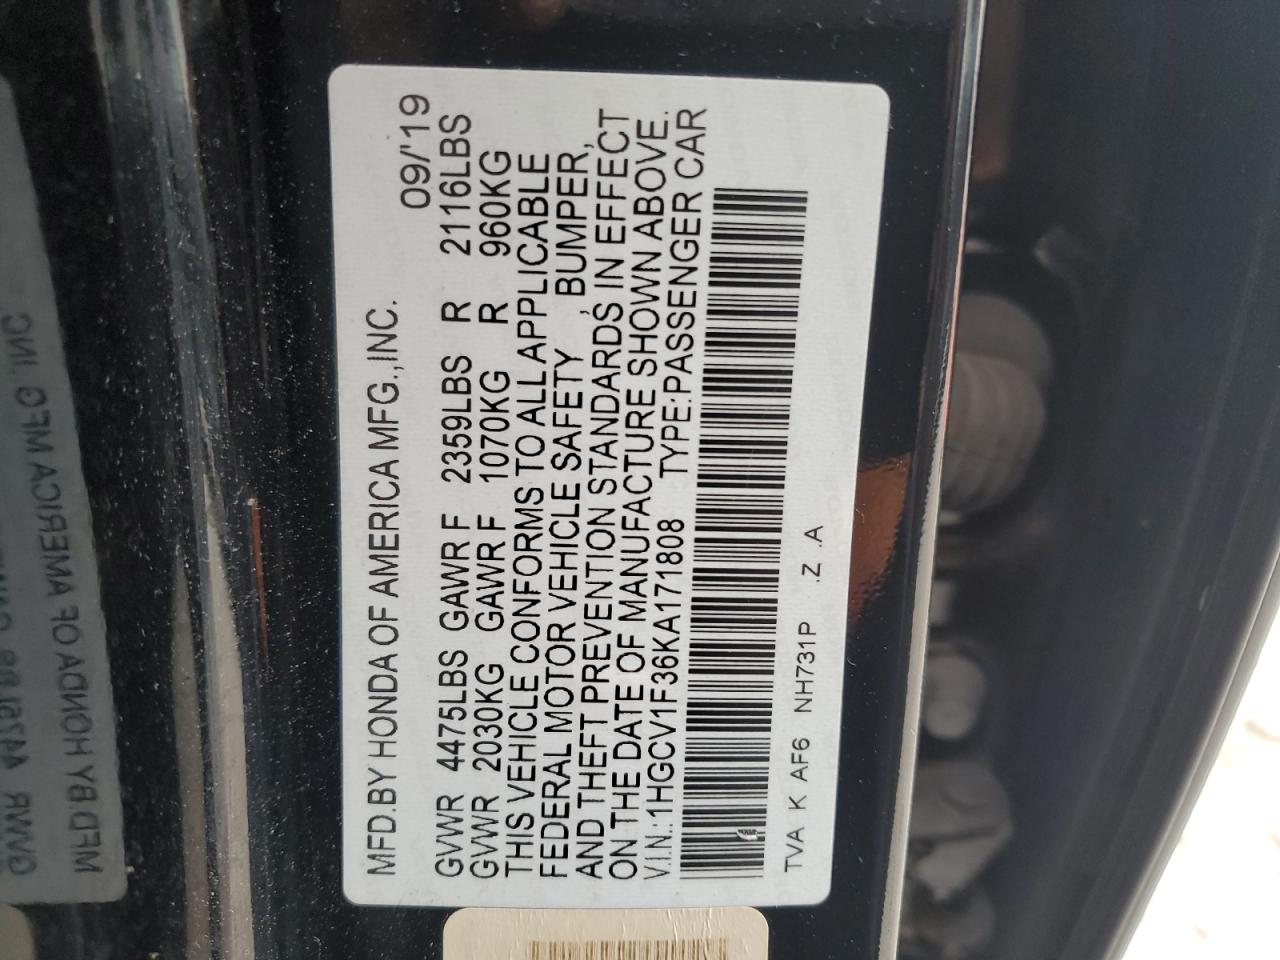 MFD.BY HONDA OF AMERICA MFG.,INC. 09/'19
GVWR 4475LBS GAWR F 2359LBS R 2116LBS
GVWR 2030KG GAWR F 1070KG R 960KG
THIS VEHICLE CONFORMS TO ALL APPLICABLE
FEDERAL MOTOR VEHICLE SAFETY , BUMPER,
AND THEFT PREVENTION STANDARDS IN EFFECT
ON THE DATE OF MANUFACTURE SHOWN ABOVE.
V.I.N.: 1HGCV1F36KA171808 TYPE:PASSENGER CAR
TVA K AF6 NH731P .Z .A